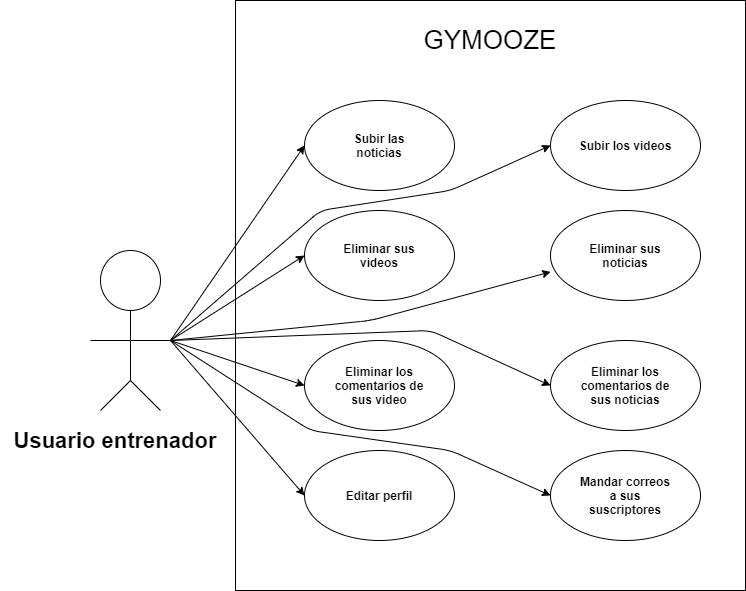 GYMOOZE
Subir las
noticias
Subir los videos
Eliminar sus
videos
Eliminar sus
noticias
Eliminar los
comentarios de
sus video
Eliminar los
comentarios de
sus noticias
Usuario entrenador
Editar perfil
Mandar correos
a sus
suscriptores